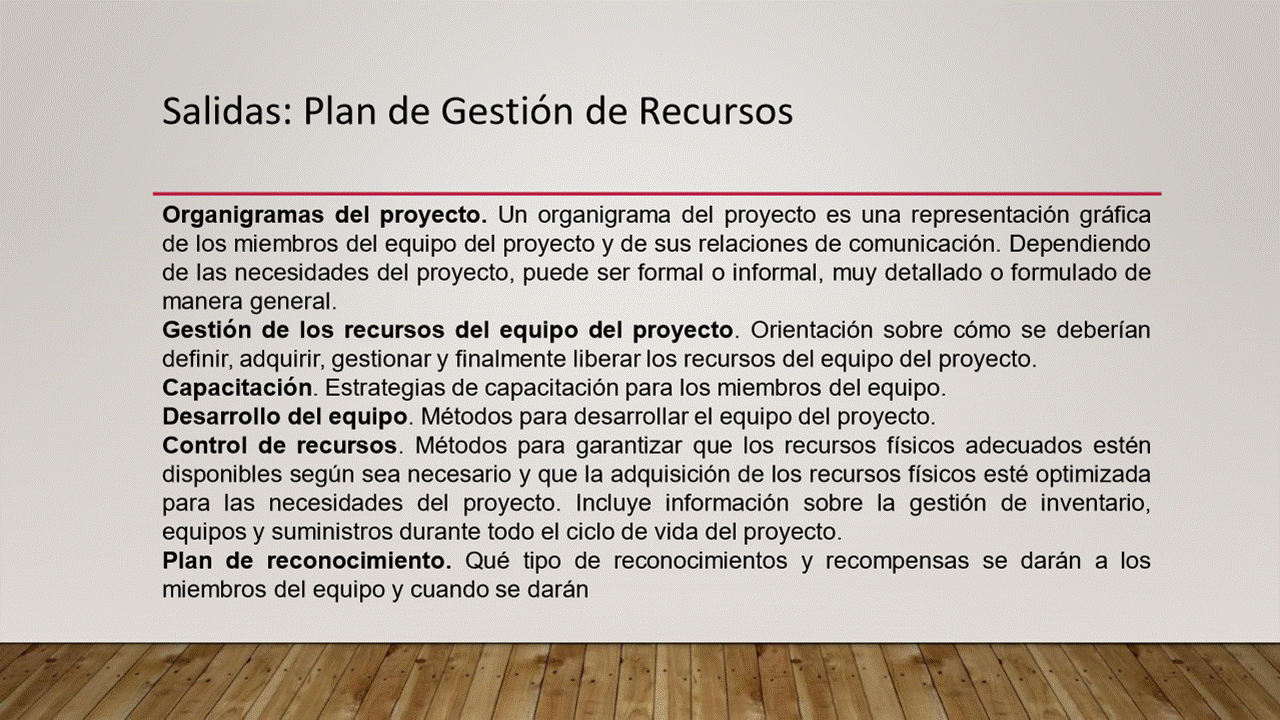 Salidas: Plan de Gestión de Recursos
Organigramas del proyecto. Un organigrama del proyecto es una representación gráfica
de los miembros del equipo del proyecto y de sus relaciones de comunicación. Dependiendo
de las necesidades del proyecto, puede ser formal o informal, muy detallado o formulado de
manera general.
Gestión de los recursos del equipo del proyecto. Orientación sobre cómo se deberían
definir, adquirir, gestionar y finalmente liberar los recursos del equipo del proyecto.
Capacitación. Estrategias de capacitación para los miembros del equipo.
Desarrollo del equipo. Métodos para desarrollar el equipo del proyecto.
Control de recursos. Métodos para garantizar que los recursos físicos adecuados estén
disponibles según sea necesario y que la adquisición de los recursos físicos esté optimizada
para las necesidades del proyecto. Incluye información sobre la gestión de inventario,
equipos y suministros durante todo el ciclo de vida del proyecto.
Plan de reconocimiento. Qué tipo de reconocimientos y recompensas se darán a los
miembros del equipo y cuando se darán